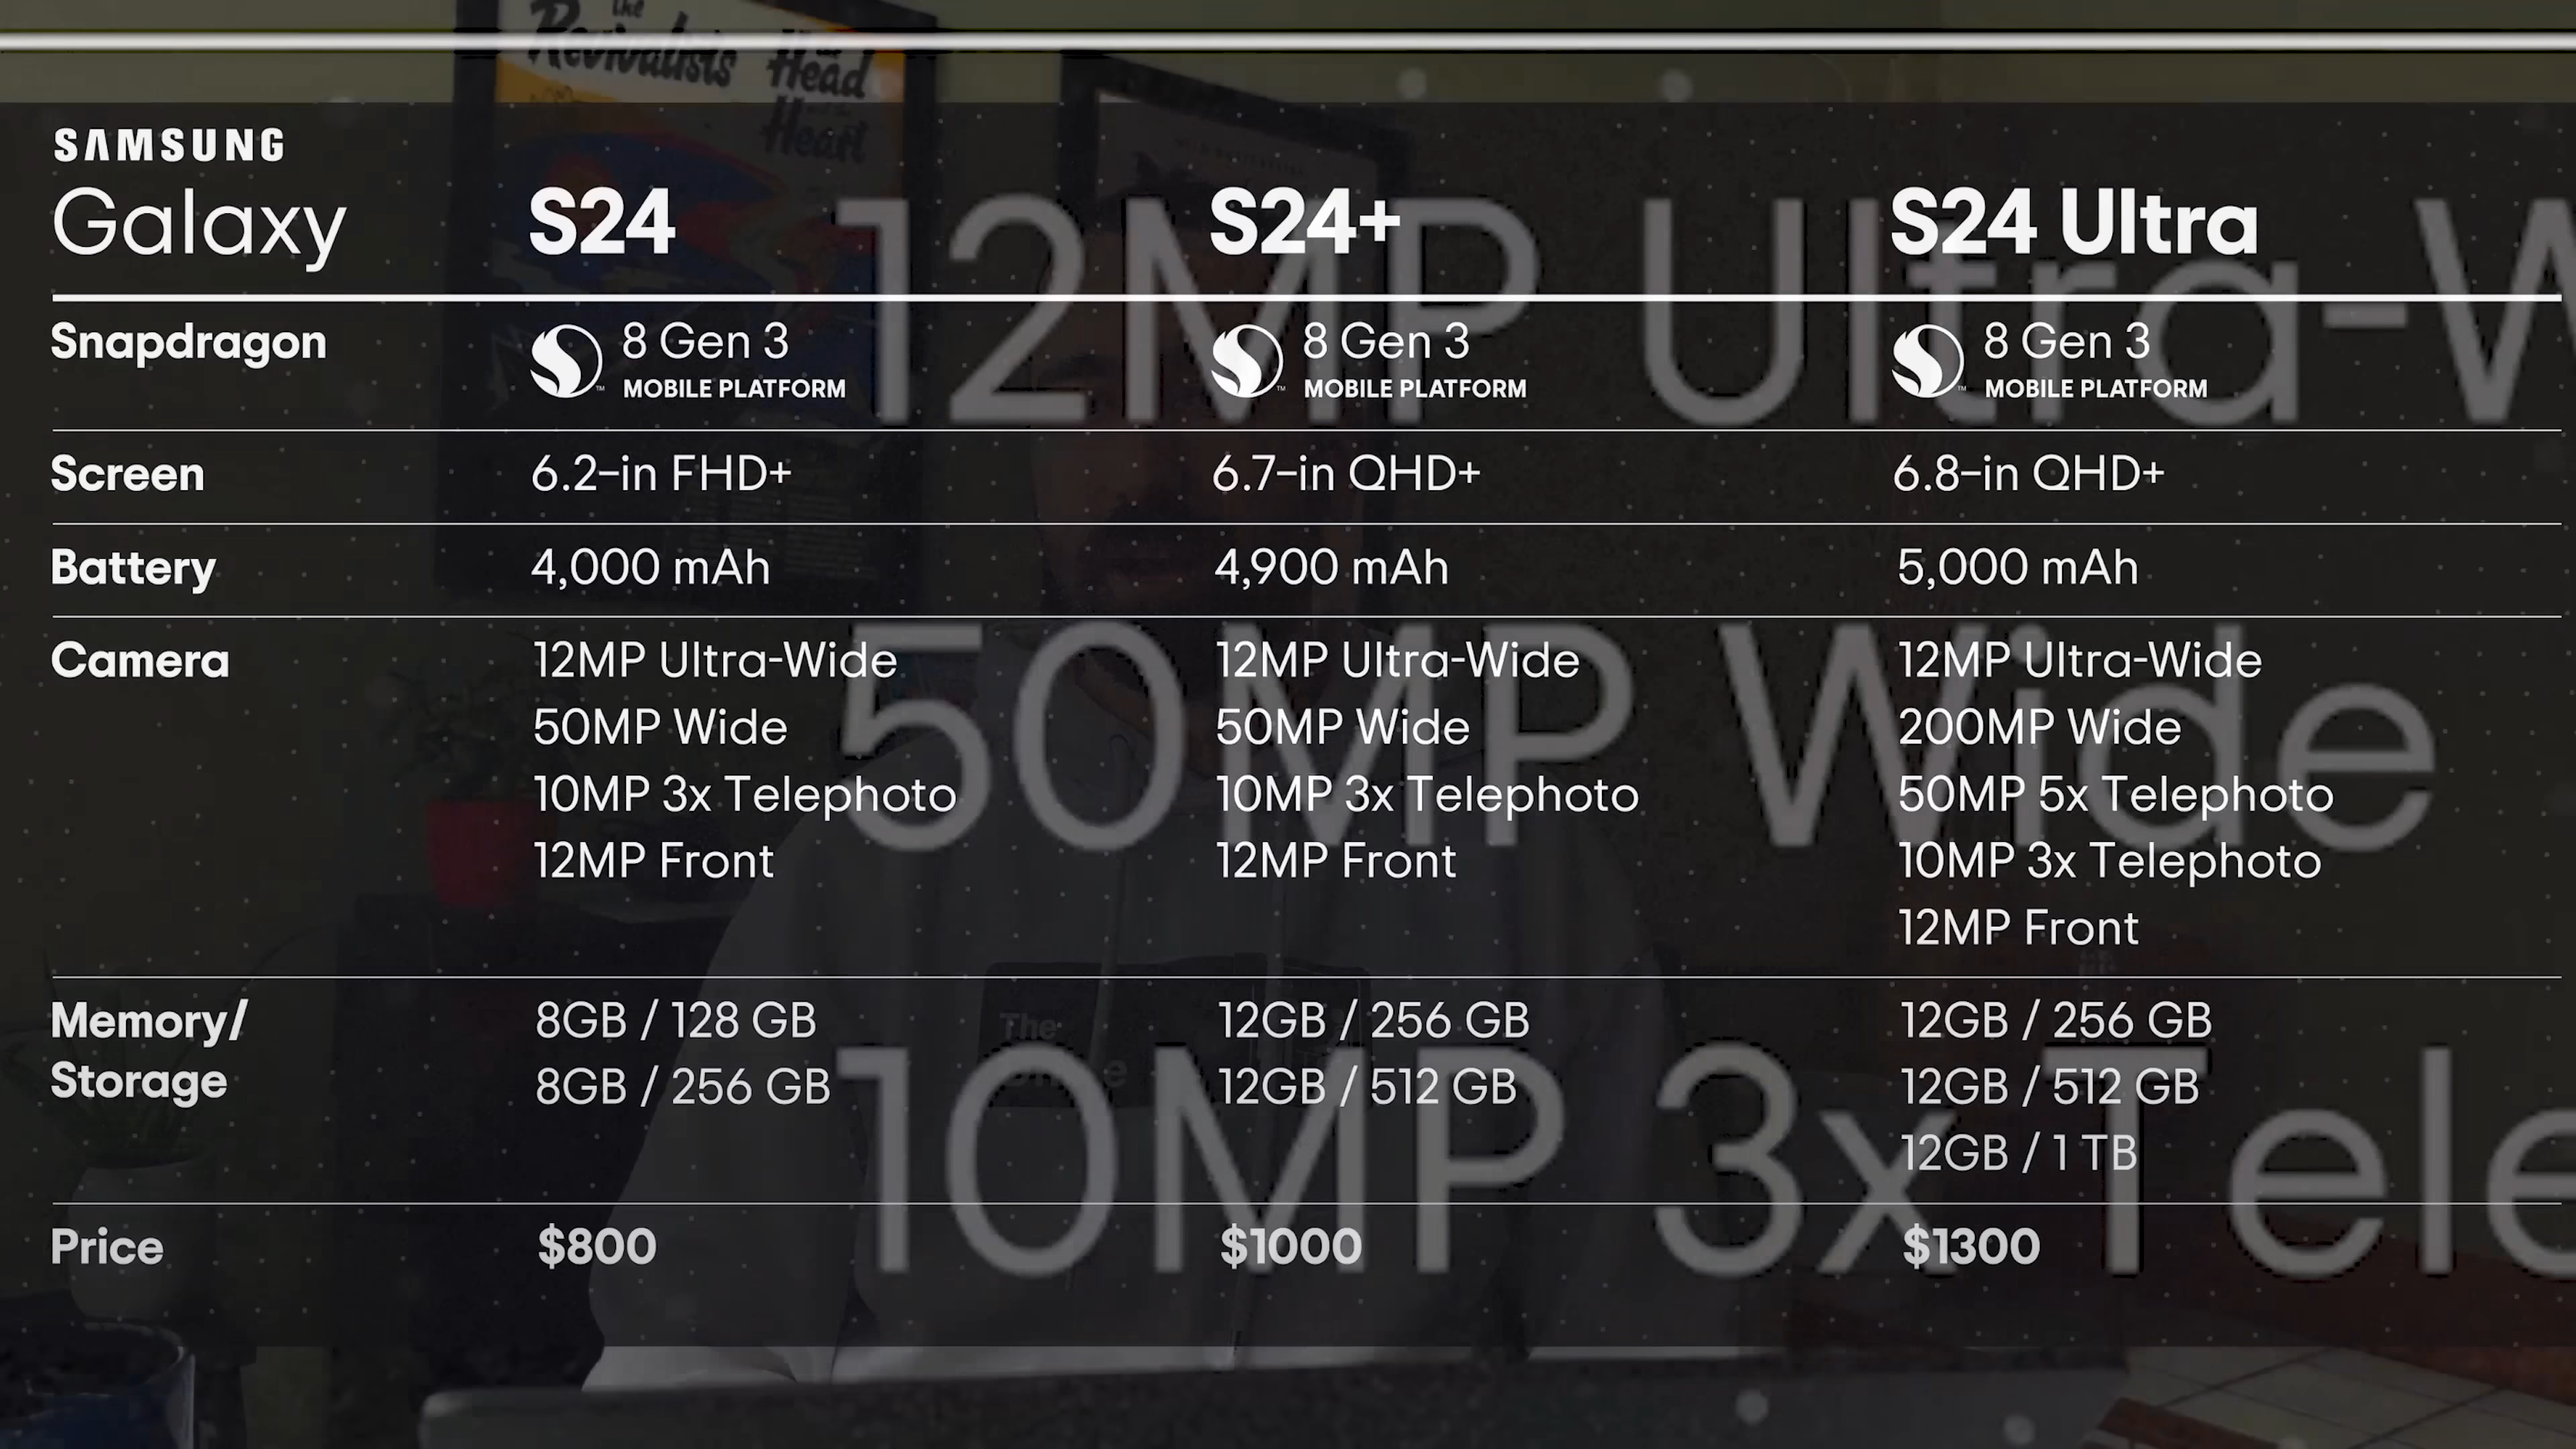 The
Revivalists
Head
Heart
SAMSUNG
Galaxy S24 S24+ S24 Ultra
Snapdragon 8 Gen 3 8 Gen 3 8 Gen 3
MOBILE PLATFORM MOBILE PLATFORM MOBILE PLATFORM
Screen 6.2-in FHD+ 6.7-in QHD+ 6.8-in QHD+
Battery 4,000 mAh 4,900 mAh 5,000 mAh
Camera 12MP Ultra-Wide 12MP Ultra-Wide 12MP Ultra-Wide
50MP Wide 50MP Wide 200MP Wide
10MP 3x Telephoto 10MP 3x Telephoto 50MP 5x Telephoto
12MP Front 12MP Front 10MP 3x Telephoto
12MP Front
Memory/ 8GB / 128 GB 12GB / 256 GB 12GB / 256 GB
Storage 8GB / 256 GB 12GB / 512 GB 12GB / 512 GB
12GB / 1 TB
Price $800 $1000 $1300
12MP Ultra-W
50MP Wide
10MP 3x Tele
The